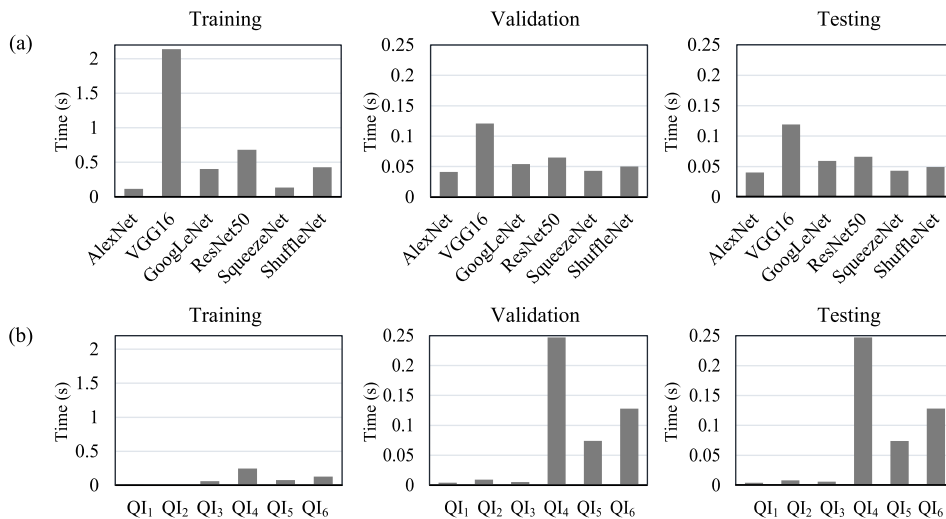 Training Validation Testing
(a)
Time (s)
2
1.5
1
0.5
0
AlexNet
VGG16
GoogLeNet
ResNet50
SqueezeNet
ShuffleNet
Time (s)
0.25
0.2
0.15
0.1
0.05
0
AlexNet
VGG16
GoogLeNet
ResNet50
SqueezeNet
ShuffleNet
Time (s)
0.25
0.2
0.15
0.1
0.05
0
AlexNet
VGG16
GoogLeNet
ResNet50
SqueezeNet
ShuffleNet
Training Validation Testing
(b)
Time (s)
2
1.5
1
0.5
0
QI₁ QI₂ QI₃ QI₄ QI₅ QI₆
Time (s)
0.25
0.2
0.15
0.1
0.05
0
QI₁ QI₂ QI₃ QI₄ QI₅ QI₆
Time (s)
0.25
0.2
0.15
0.1
0.05
0
QI₁ QI₂ QI₃ QI₄ QI₅ QI₆